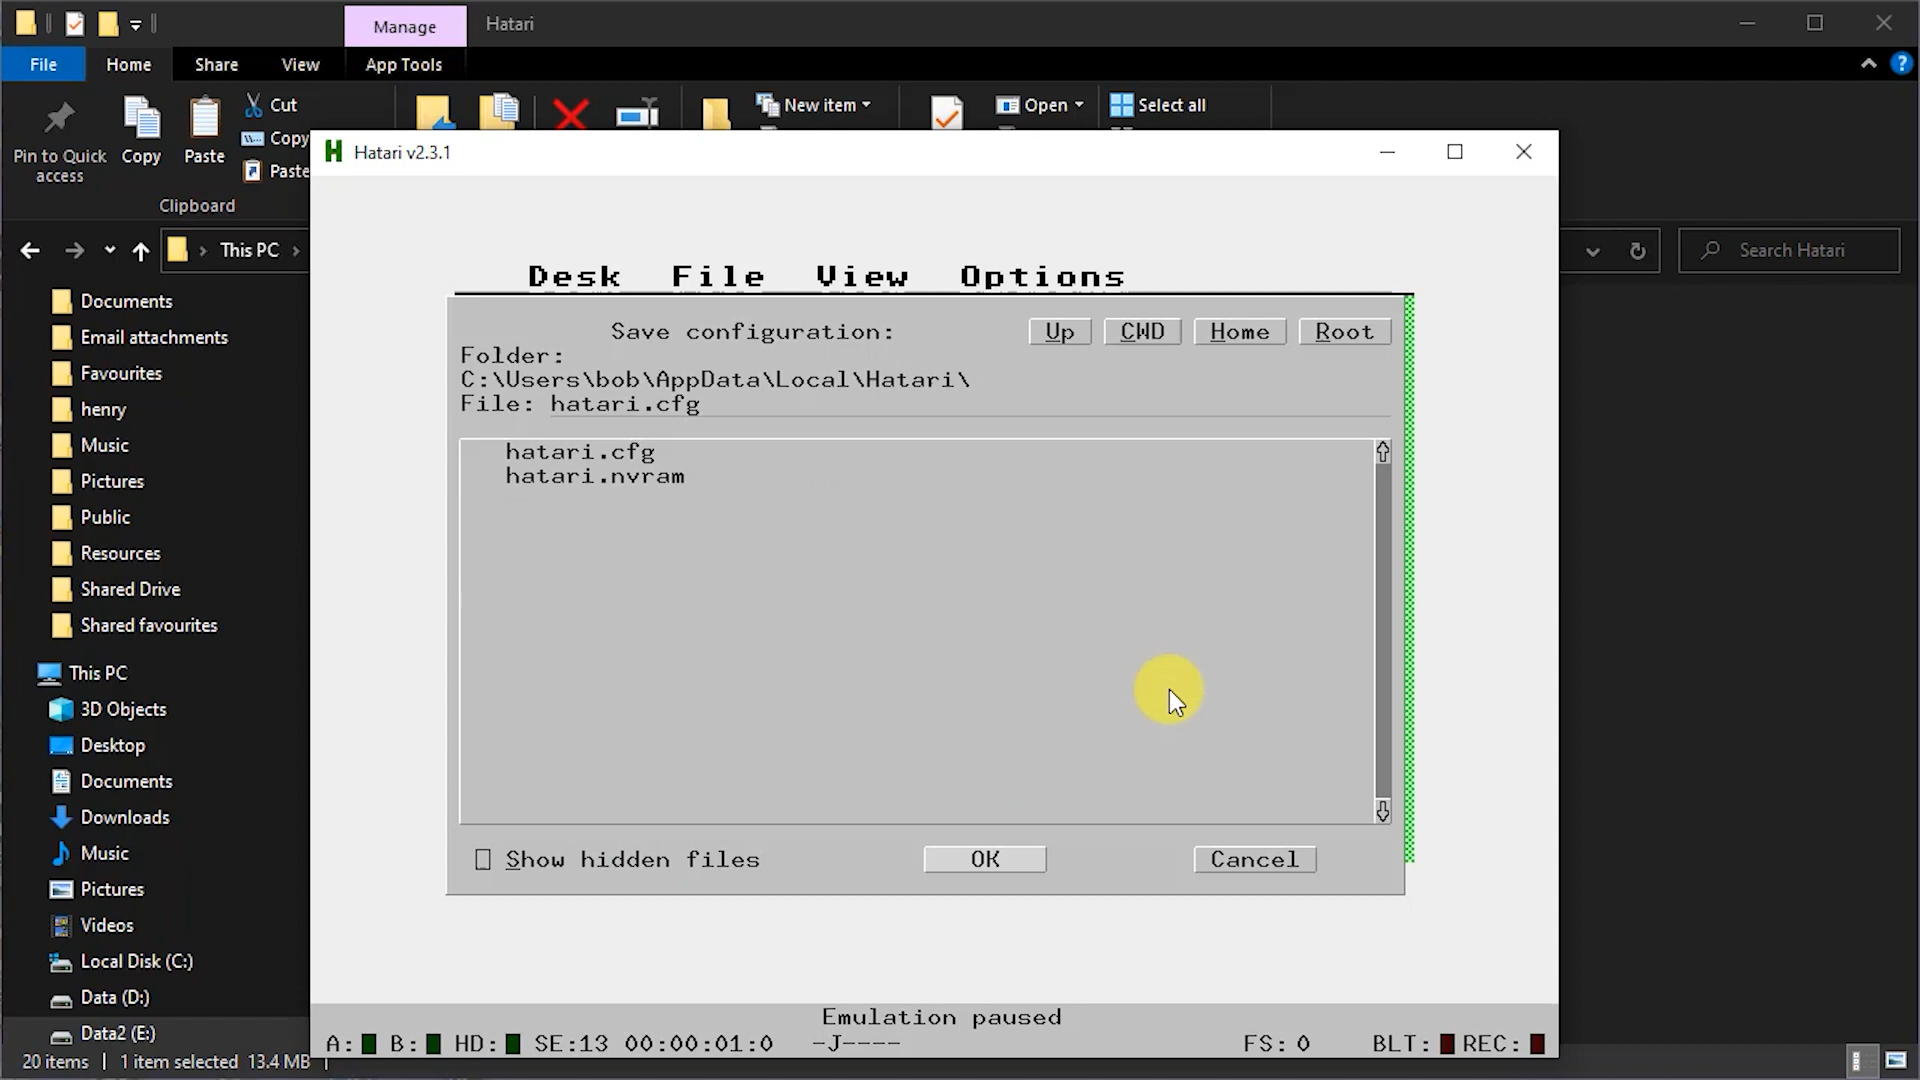 Manage
Hatari
File
Home
Share
View
App Tools
Pin to Quick access
Copy
Paste
Cut
Copy
Paste
Clipboard
New item
Open
Select all
This PC
Search Hatari
Hatari v2.3.1
Desk File View Options
Save configuration:
Up
CWD
Home
Root
Folder:
C:\Users\bob\AppData\Local\Hatari\
File: hatari.cfg
hatari.cfg
hatari.nvram
Show hidden files
OK
Cancel
Emulation paused
A: B: HD: SE:13 00:00:01:0 -J---- FS: 0 BLT: REC:
Documents
Email attachments
Favourites
henry
Music
Pictures
Public
Resources
Shared Drive
Shared favourites
This PC
3D Objects
Desktop
Documents
Downloads
Music
Pictures
Videos
Local Disk (C:)
Data (D:)
Data2 (E:)
20 items
1 item selected 13.4 MB